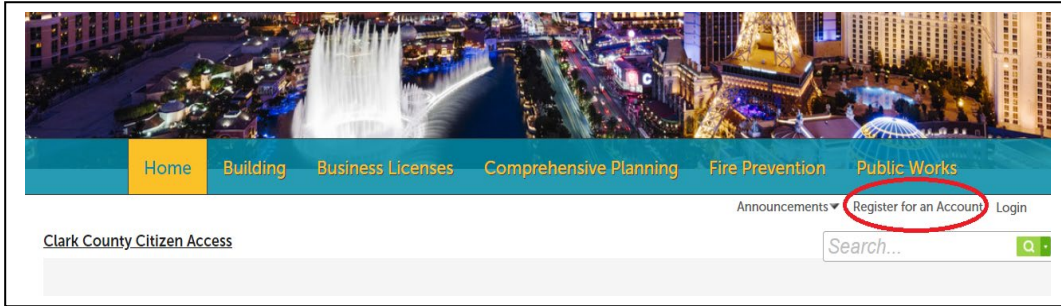 Home Building Business Licenses Comprehensive Planning Fire Prevention Public Works
Announcements▼ Register for an Account Login
Clark County Citizen Access
Search...